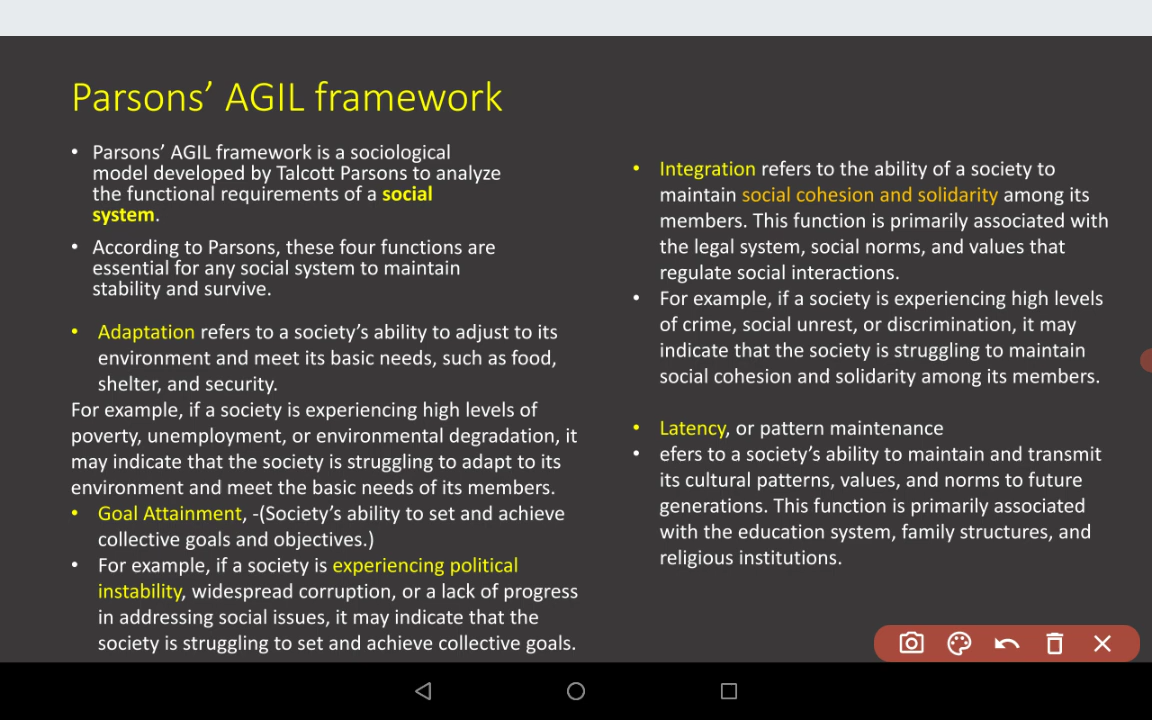 Parsons’ AGIL framework
• Parsons’ AGIL framework is a sociological
model developed by Talcott Parsons to analyze
the functional requirements of a social
system.
• According to Parsons, these four functions are
essential for any social system to maintain
stability and survive.
• Adaptation refers to a society’s ability to adjust to its
environment and meet its basic needs, such as food,
shelter, and security.
For example, if a society is experiencing high levels of
poverty, unemployment, or environmental degradation, it
may indicate that the society is struggling to adapt to its
environment and meet the basic needs of its members.
• Goal Attainment, -(Society’s ability to set and achieve
collective goals and objectives.)
• For example, if a society is experiencing political
instability, widespread corruption, or a lack of progress
in addressing social issues, it may indicate that the
society is struggling to set and achieve collective goals.
• Integration refers to the ability of a society to
maintain social cohesion and solidarity among its
members. This function is primarily associated with
the legal system, social norms, and values that
regulate social interactions.
• For example, if a society is experiencing high levels
of crime, social unrest, or discrimination, it may
indicate that the society is struggling to maintain
social cohesion and solidarity among its members.
• Latency, or pattern maintenance
• efers to a society’s ability to maintain and transmit
its cultural patterns, values, and norms to future
generations. This function is primarily associated
with the education system, family structures, and
religious institutions.